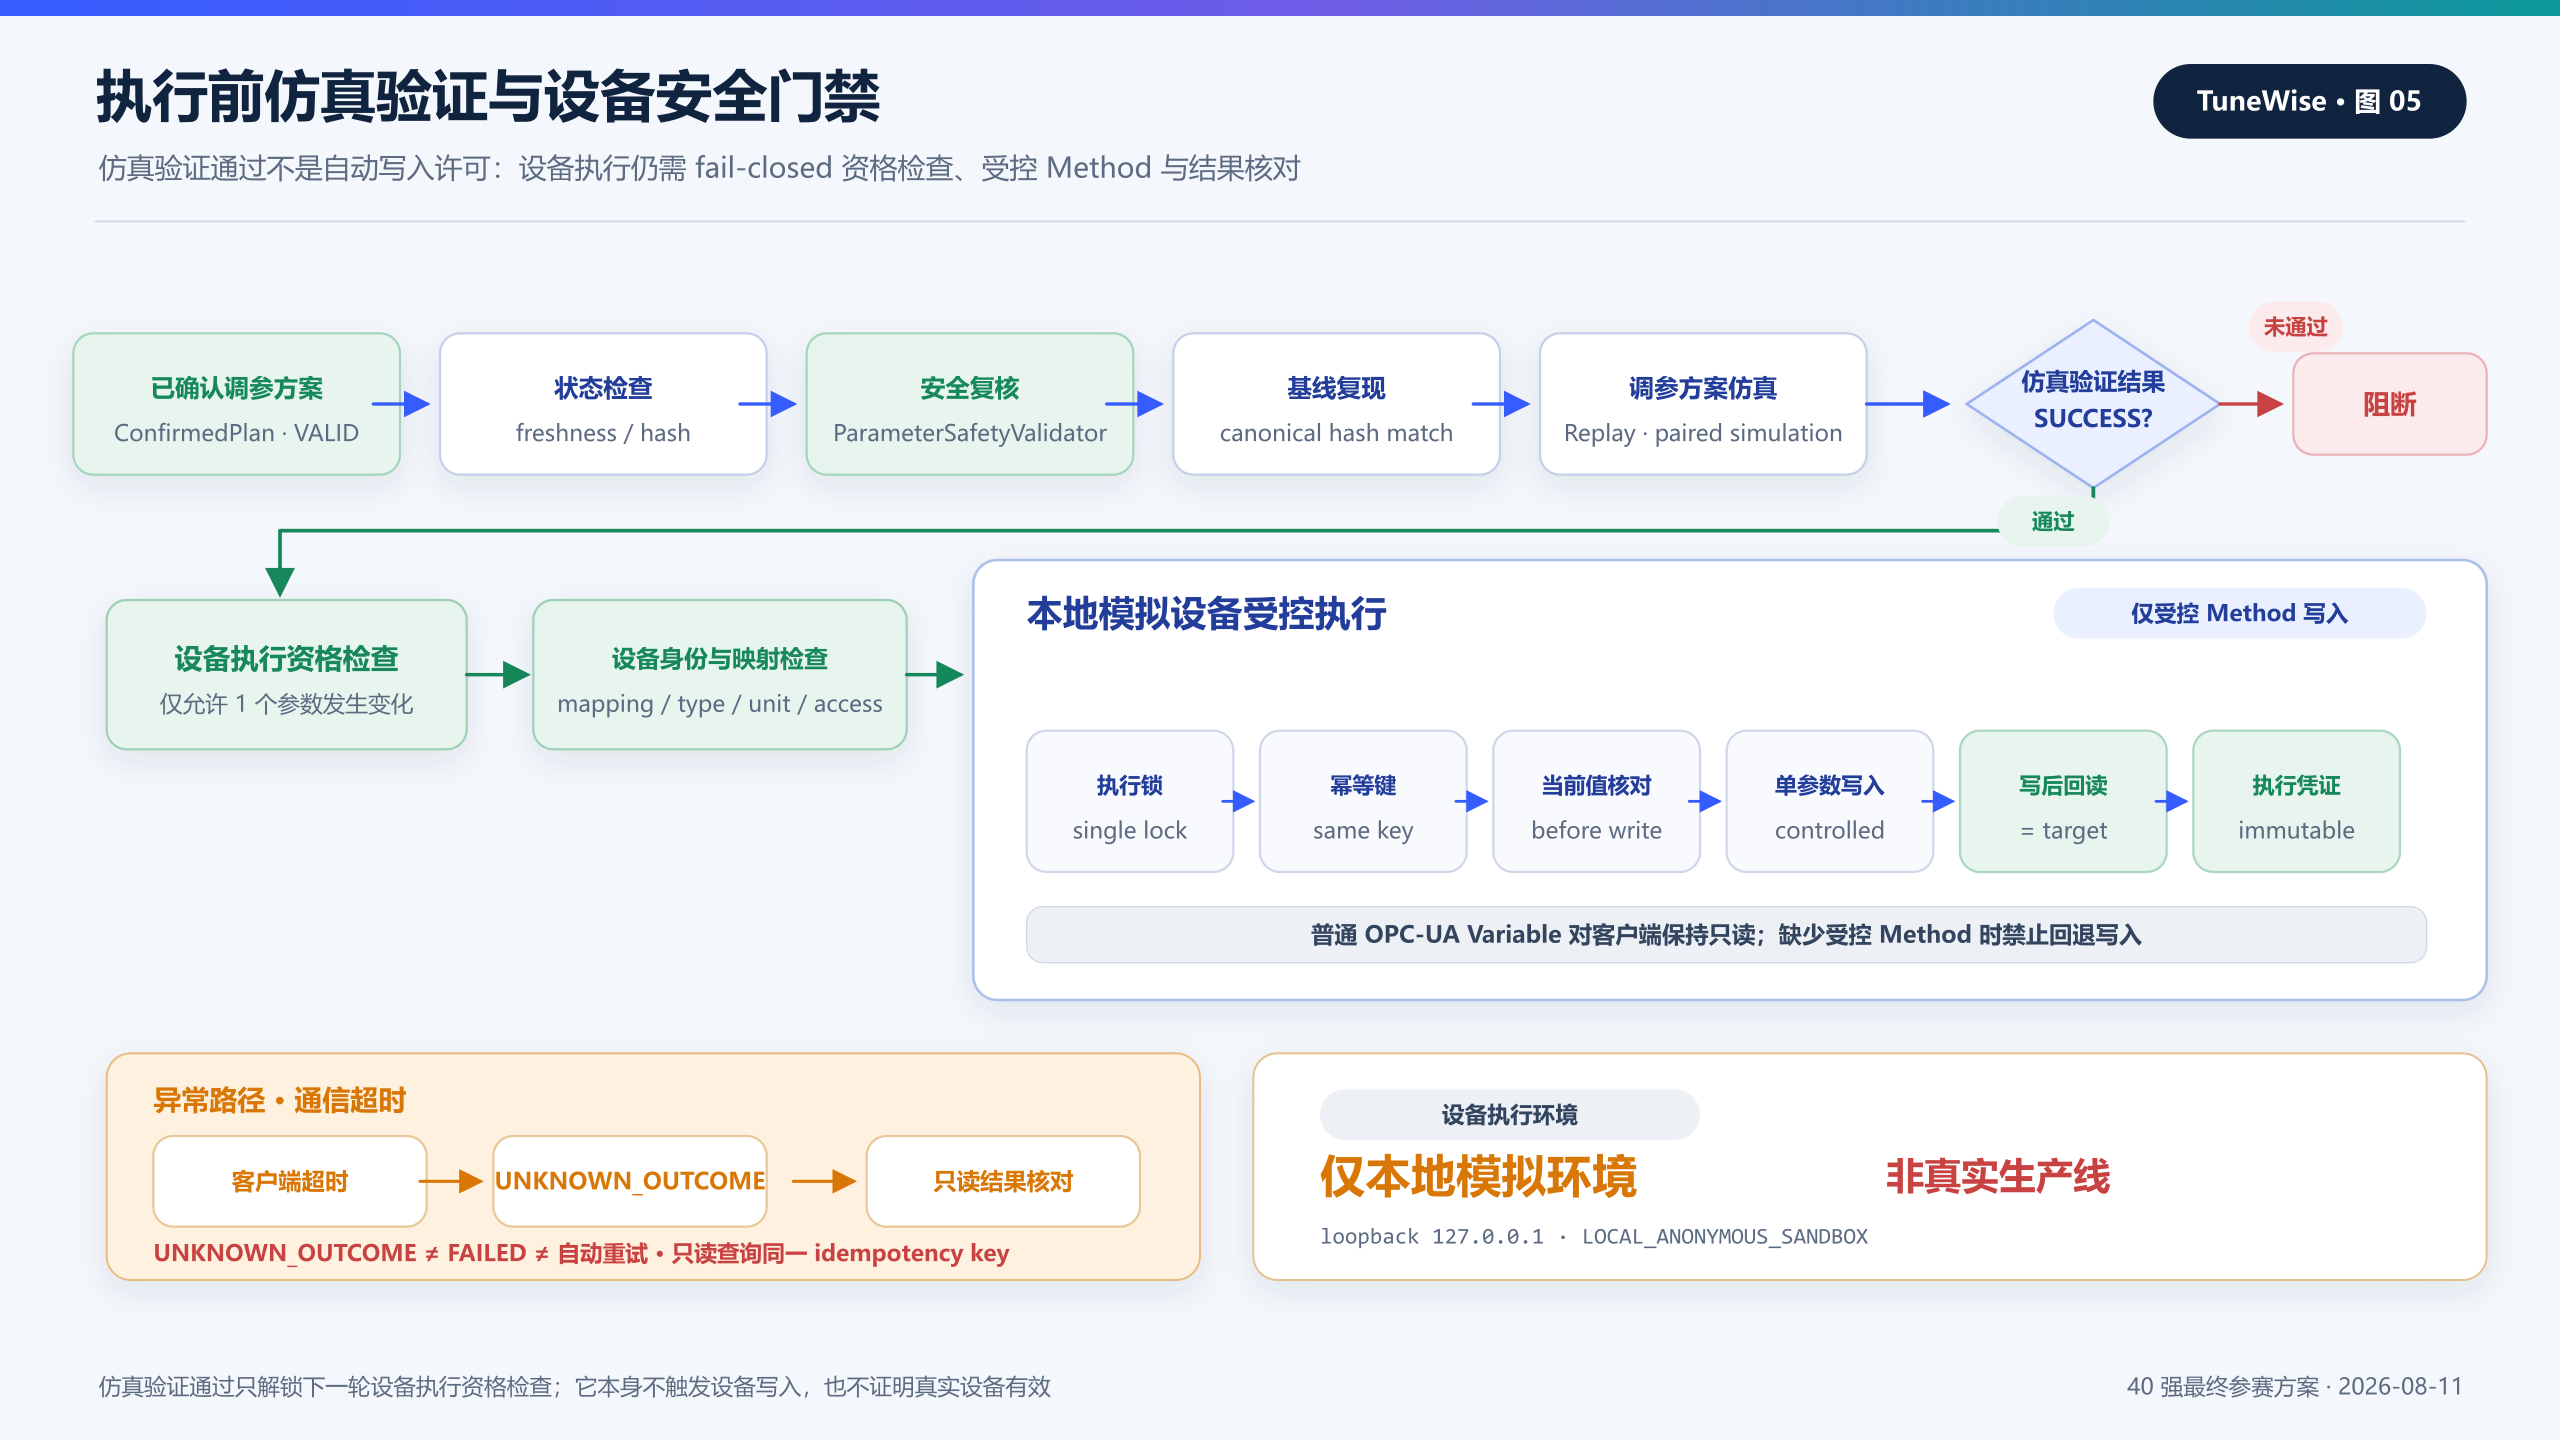 执行前仿真验证与设备安全门禁
TuneWise • 图 05
仿真验证通过不是自动写入许可：设备执行仍需 fail-closed 资格检查、受控 Method 与结果核对
已确认调参方案
ConfirmedPlan · VALID
状态检查
freshness / hash
安全复核
ParameterSafetyValidator
基线复现
canonical hash match
调参方案仿真
Replay · paired simulation
仿真验证结果
SUCCESS?
未通过
阻断
通过
设备执行资格检查
仅允许 1 个参数发生变化
设备身份与映射检查
mapping / type / unit / access
本地模拟设备受控执行
仅受控 Method 写入
执行锁
single lock
幂等键
same key
当前值核对
before write
单参数写入
controlled
写后回读
= target
执行凭证
immutable
普通 OPC-UA Variable 对客户端保持只读；缺少受控 Method 时禁止回退写入
异常路径 • 通信超时
客户端超时
UNKNOWN_OUTCOME
只读结果核对
UNKNOWN_OUTCOME ≠ FAILED ≠ 自动重试 • 只读查询同一 idempotency key
设备执行环境
仅本地模拟环境
非真实生产线
loopback 127.0.0.1 · LOCAL_ANONYMOUS_SANDBOX
仿真验证通过只解锁下一轮设备执行资格检查；它本身不触发设备写入，也不证明真实设备有效
40 强最终参赛方案 · 2026-08-11